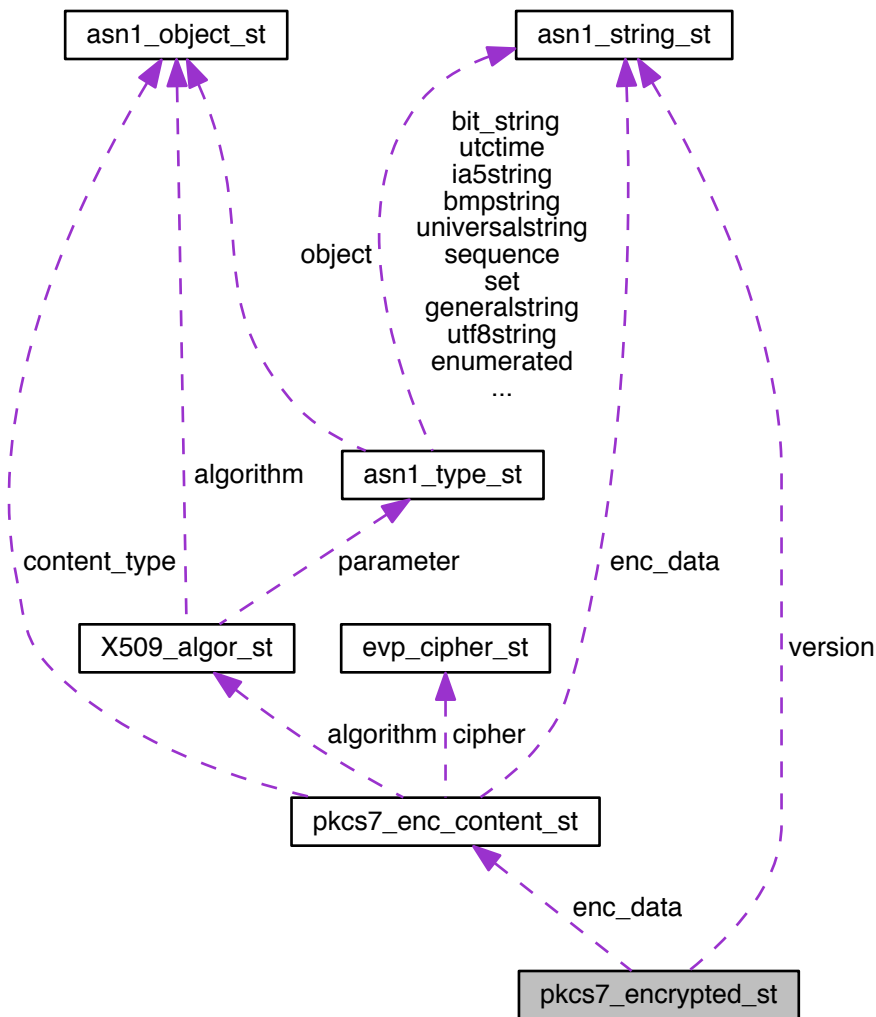 asn1_object_st
asn1_string_st
bit_string
utctime
ia5string
bmpstring
universalstring
sequence
set
generalstring
utf8string
enumerated
...
object
algorithm
asn1_type_st
content_type
parameter
enc_data
X509_algor_st
evp_cipher_st
version
algorithm
cipher
pkcs7_enc_content_st
enc_data
pkcs7_encrypted_st